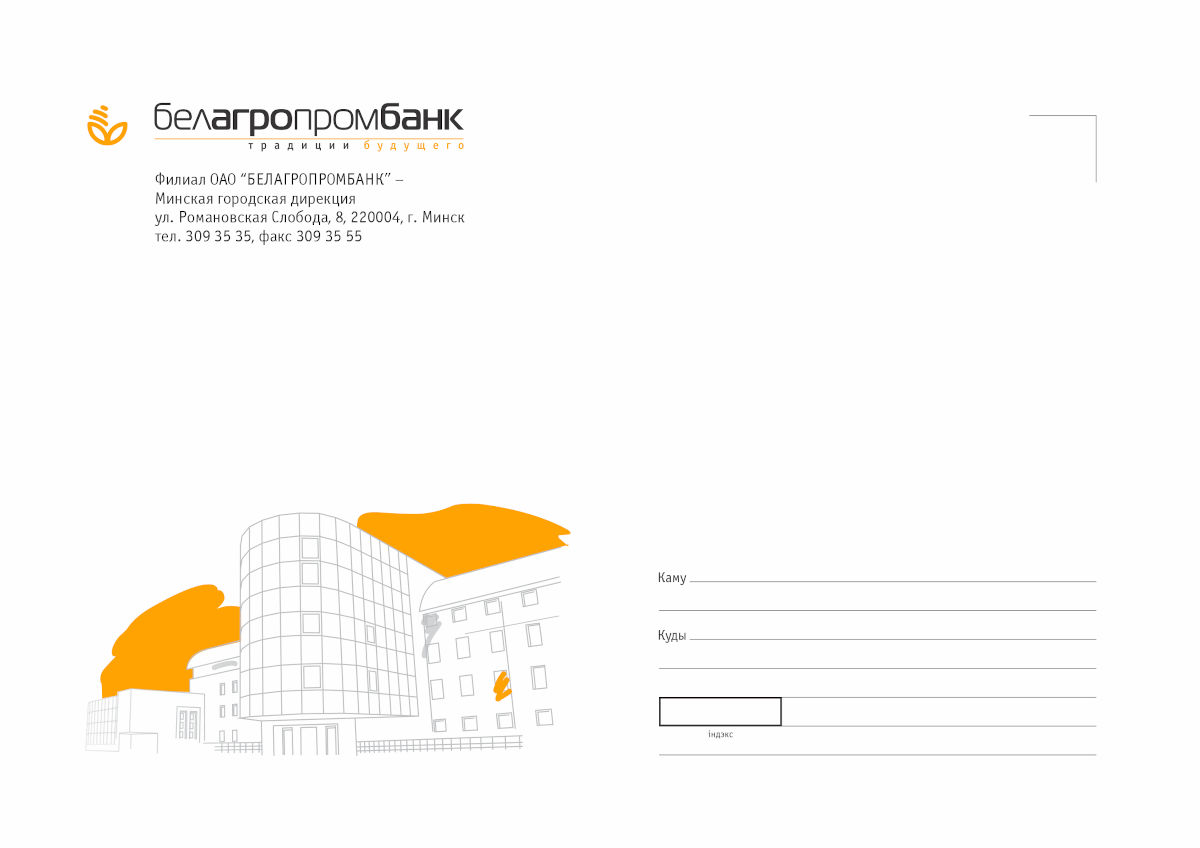 белагропромбанк
традиции будущего
Филиал ОАО “БЕЛАГРОПРОМБАНК” –
Минская городская дирекция
ул. Романовская Слобода, 8, 220004, г. Минск
тел. 309 35 35, факс 309 35 55
Каму
Куды
індэкс